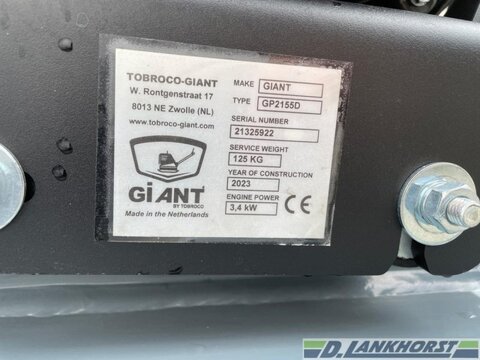 TOBROCO-GIANT
W. Rontgenstraat 17
8013 NE Zwolle (NL)
www.tobroco-giant.com
GiANT
BY TOBROCO
Made in the Netherlands
MAKE GIANT
TYPE GP2155D
SERIAL NUMBER
21325922
SERVICE WEIGHT
125 KG
YEAR OF CONSTRUCTION
2023
ENGINE POWER
3,4 kW
CE
D. LANKHORST